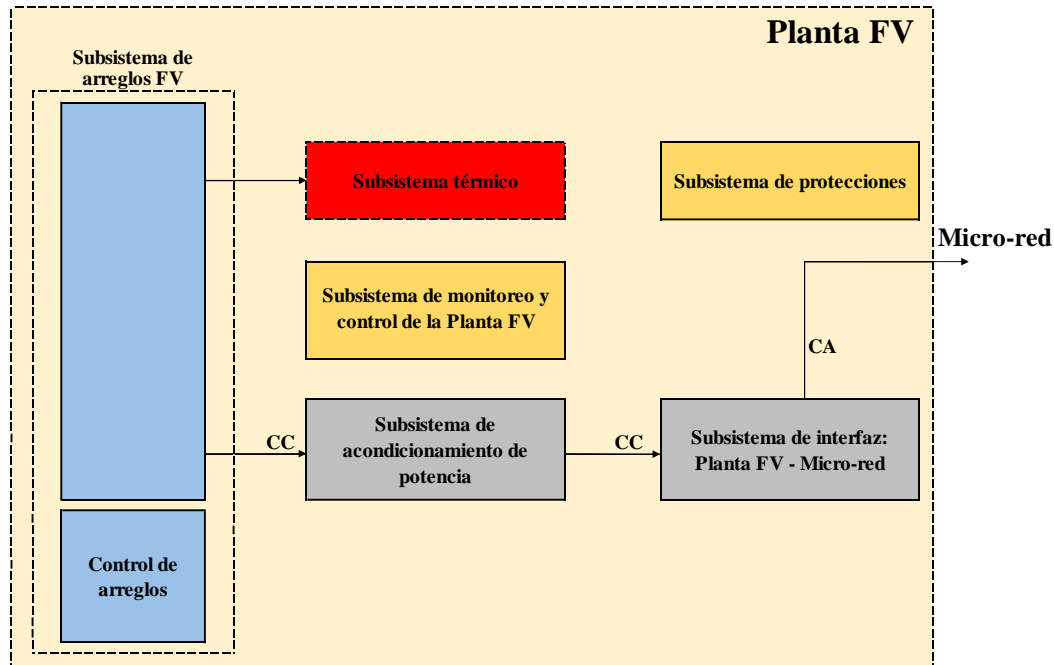 Planta FV
Subsistema de
arreglos FV
Subsistema térmico
Subsistema de protecciones
Micro-red
Subsistema de monitoreo y
control de la Planta FV
CA
CC
Subsistema de
acondicionamiento de
potencia
CC
Subsistema de interfaz:
Planta FV - Micro-red
Control de
arreglos